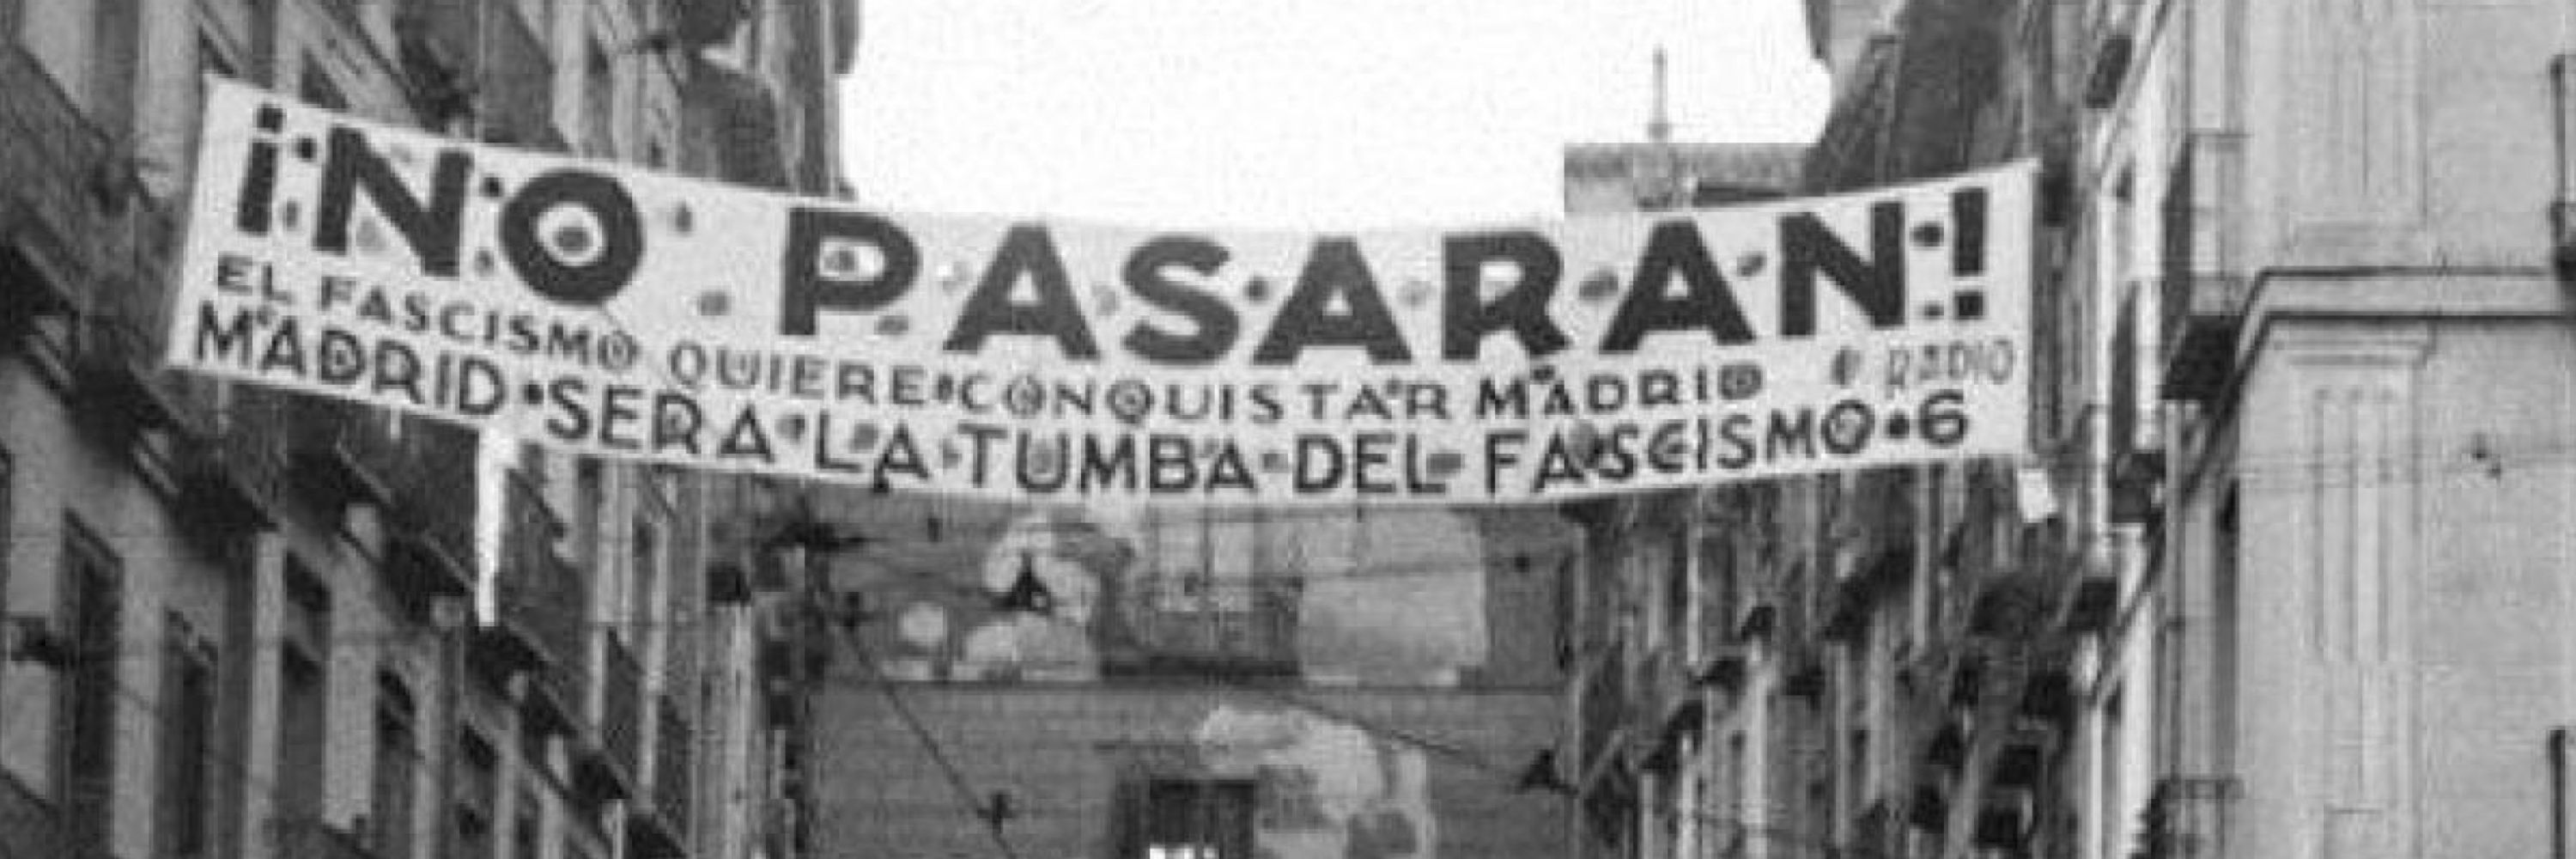 ¡NO PASARAN!
EL FASCISMO QUIERE CONQUISTAR MADRID
RADIO
MADRID SERA LA TUMBA DEL FASCISMO 6